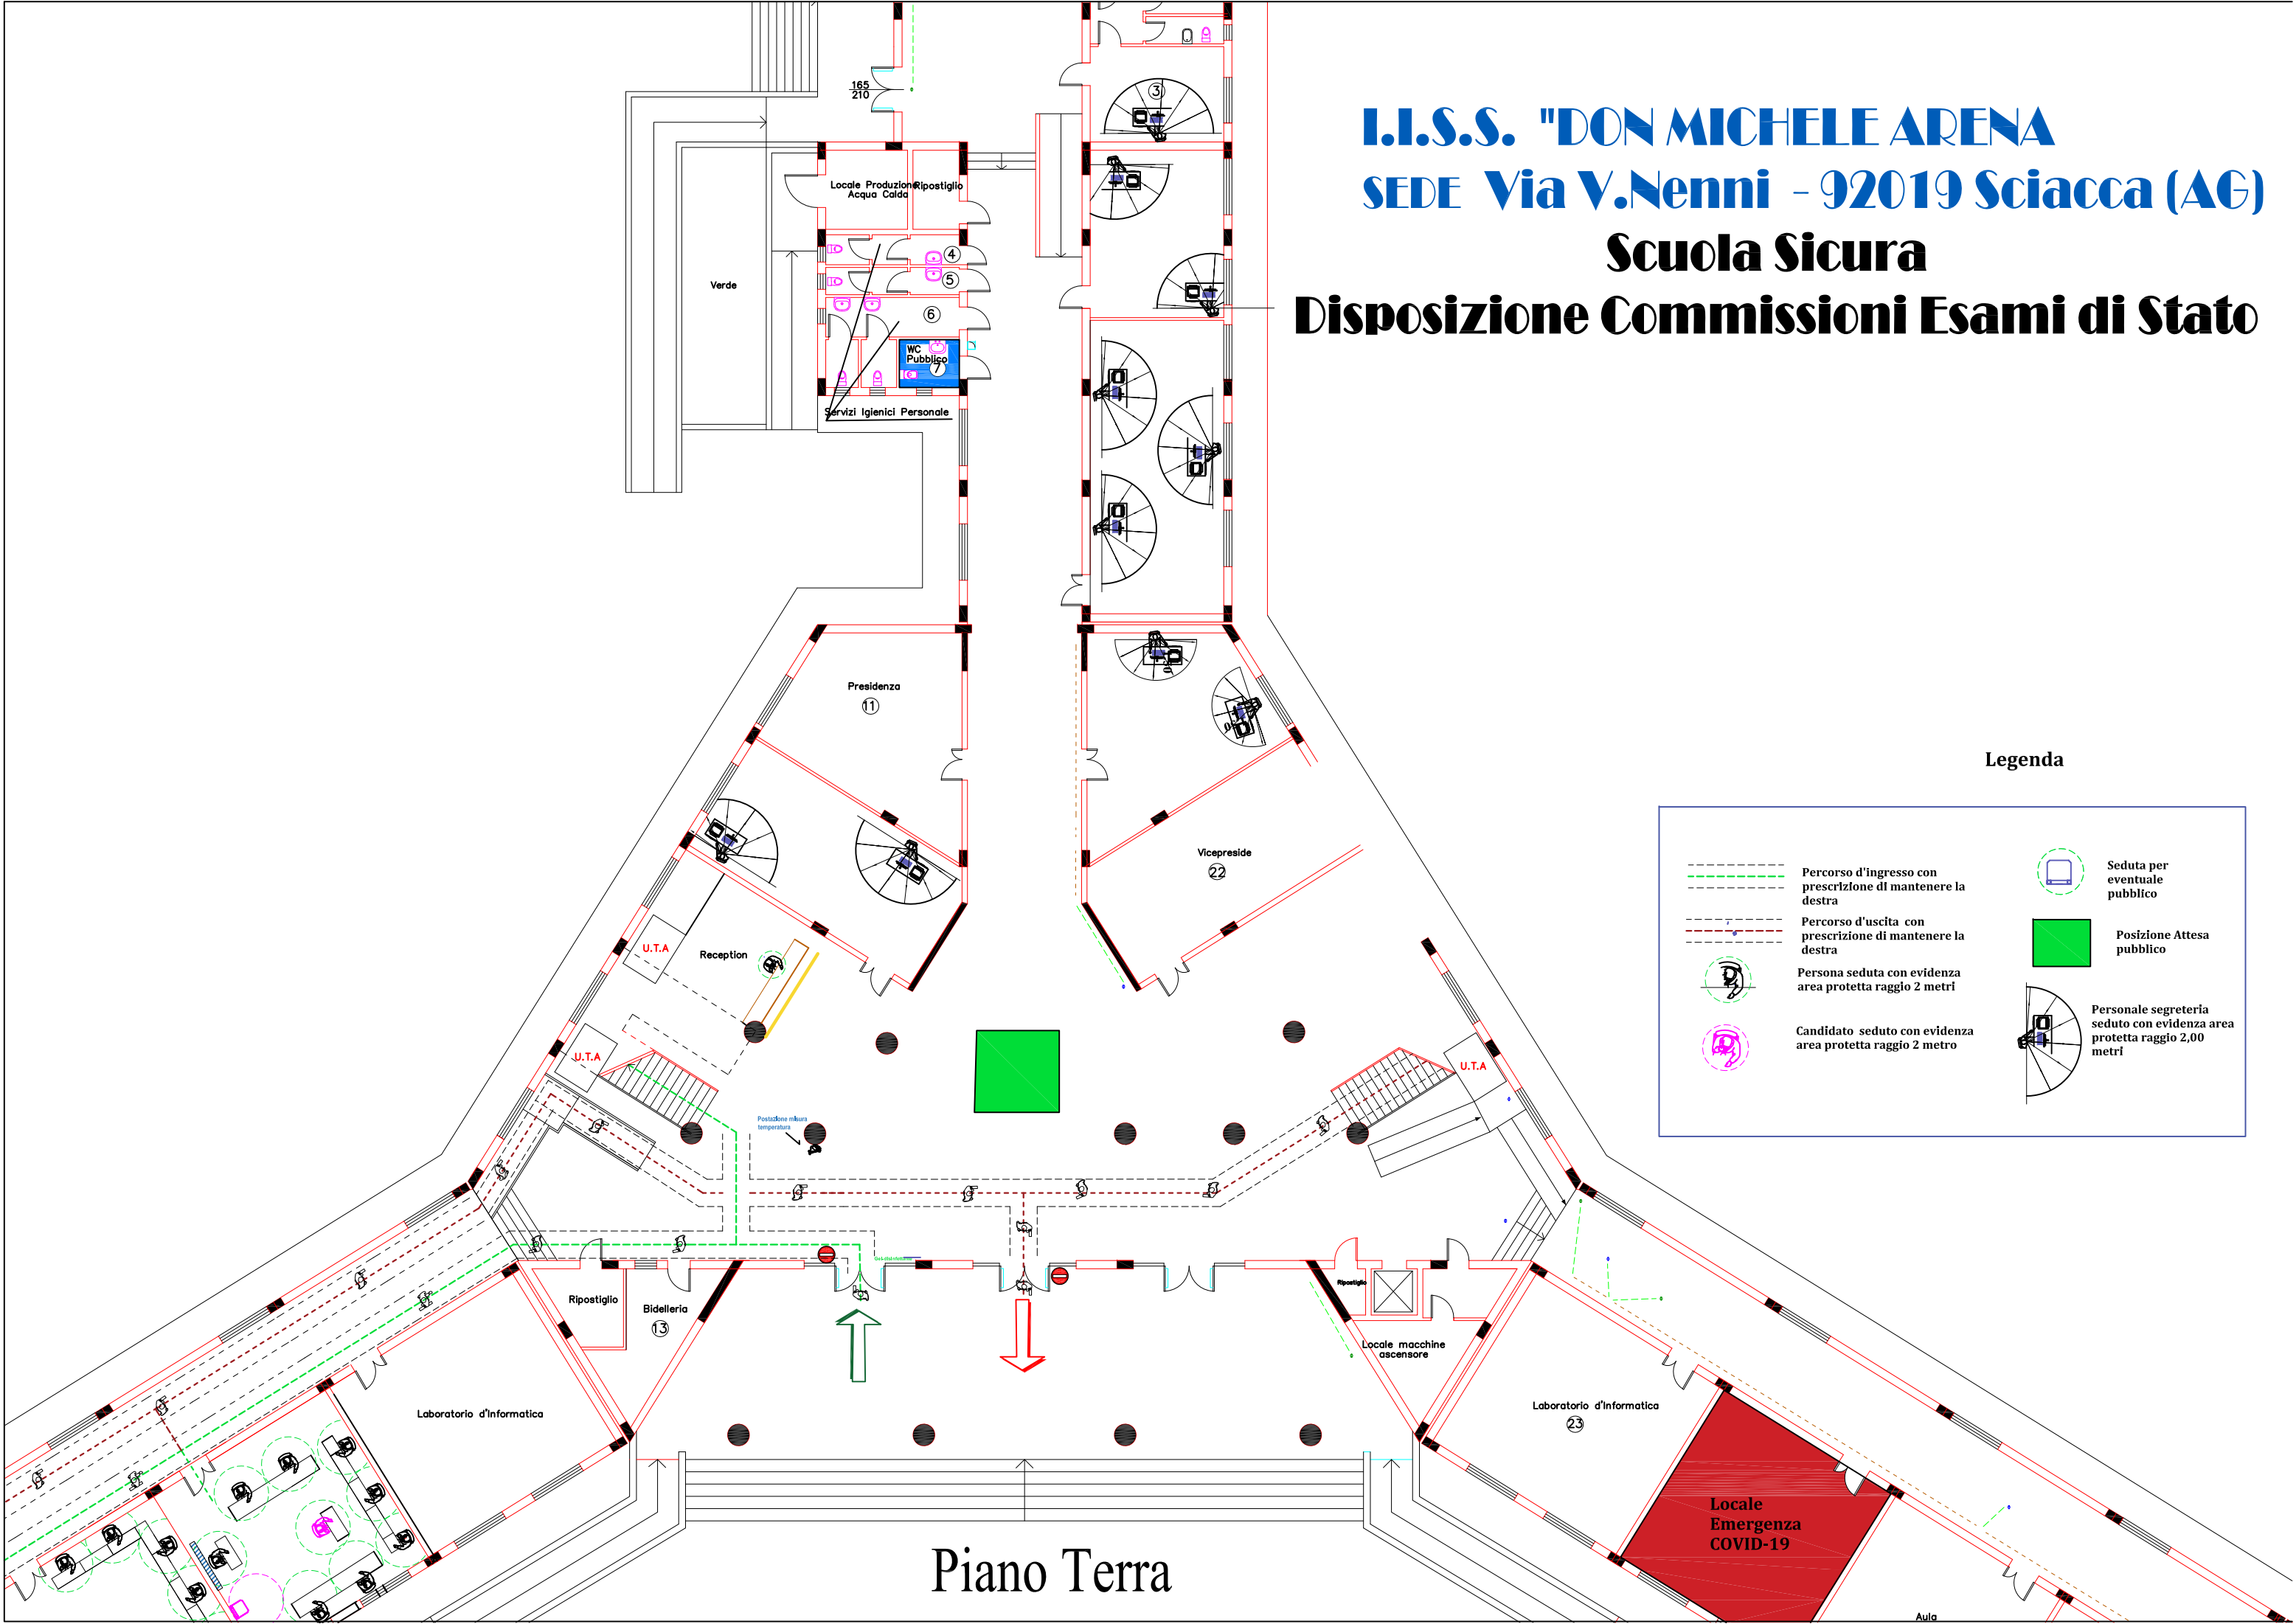 I.I.S.S. "DON MICHELE ARENA
SEDE Via V.Nenni - 92019 Sciacca (AG)
Scuola Sicura
Disposizione Commissioni Esami di Stato
165
210
3
Locale Produzione
Acqua Calda
Ripostiglio
4
5
Verde
6
WC
Pubblico
7
Servizi Igienici Personale
Presidenza
11
Vicepreside
22
U.T.A
Reception
U.T.A
U.T.A
Postazione misura
temperatura
Ripostiglio
Bidelleria
13
Ripostiglio
Locale macchine
ascensore
Laboratorio d'Informatica
Laboratorio d'Informatica
23
Locale
Emergenza
COVID-19
Aula
Piano Terra
Legenda
Percorso d'ingresso con
prescrizione di mantenere la
destra
Percorso d'uscita con
prescrizione di mantenere la
destra
Persona seduta con evidenza
area protetta raggio 2 metri
Candidato seduto con evidenza
area protetta raggio 2 metro
Seduta per
eventuale
pubblico
Posizione Attesa
pubblico
Personale segreteria
seduto con evidenza area
protetta raggio 2,00
metri